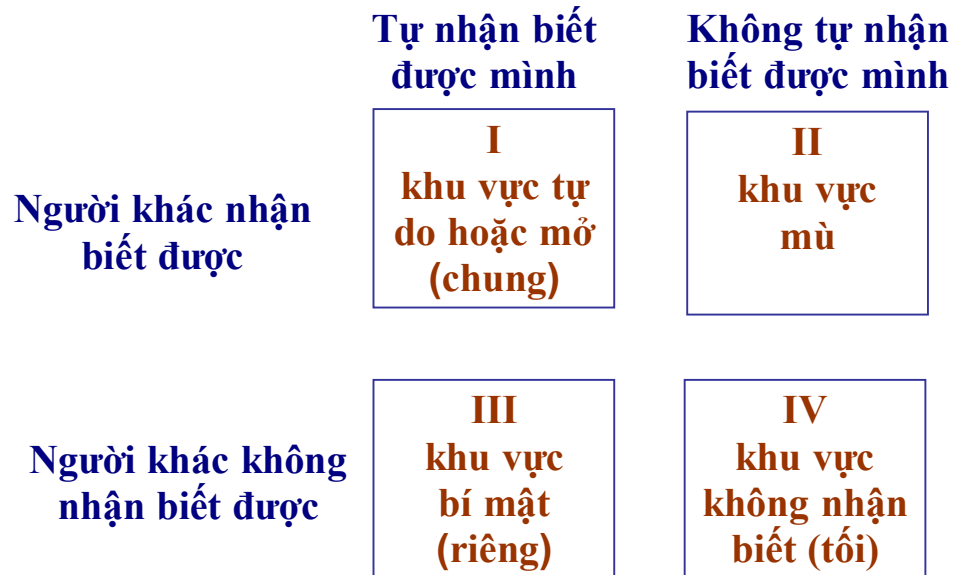 Tự nhận biết
được mình
Không tự nhận
biết được mình
Người khác nhận
biết được
I
khu vực tự
do hoặc mở
(chung)
II
khu vực
mù
Người khác không
nhận biết được
III
khu vực
bí mật
(riêng)
IV
khu vực
không nhận
biết (tối)